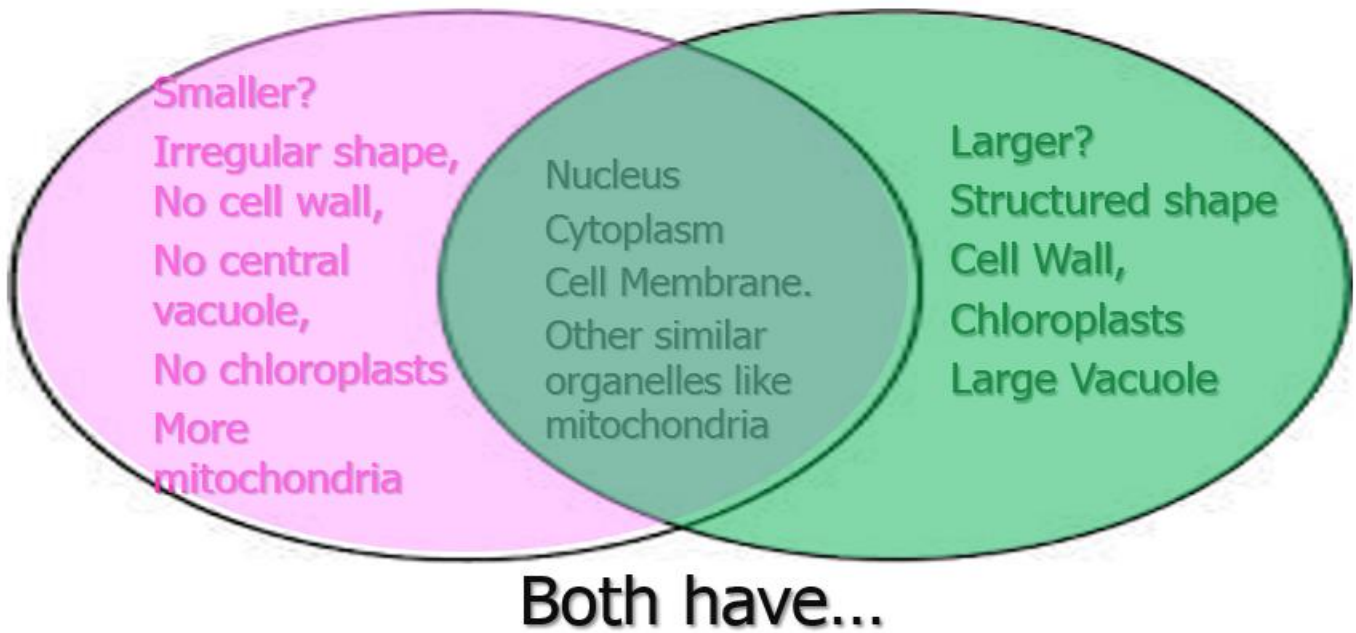 Smaller?
Irregular shape,
No cell wall,
No central
vacuole,
No chloroplasts
More
mitochondria
Nucleus
Cytoplasm
Cell Membrane.
Other similar
organelles like
mitochondria
Larger?
Structured shape
Cell Wall,
Chloroplasts
Large Vacuole
Both have...